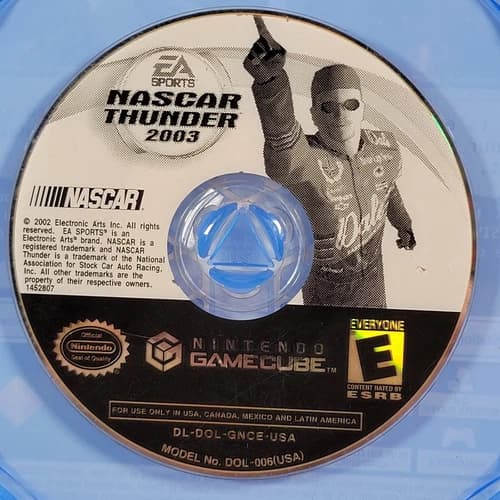 EA
SPORTS
NASCAR
THUNDER
2003
NASCAR
© 2002 Electronic Arts Inc. All rights
reserved. EA SPORTS™ is an
Electronic Arts™ brand. NASCAR is a
registered trademark and NASCAR
Thunder is a trademark of the National
Association for Stock Car Auto Racing,
Inc. All other trademarks are the
property of their respective owners.
1452807
Official
Nintendo
Seal of Quality
NINTENDO
GAMECUBE™
EVERYONE
E
CONTENT RATED BY
ESRB
FOR USE ONLY IN USA, CANADA, MEXICO AND LATIN AMERICA
DL-DOL-GNCE-USA
MODEL No. DOL-006(USA)